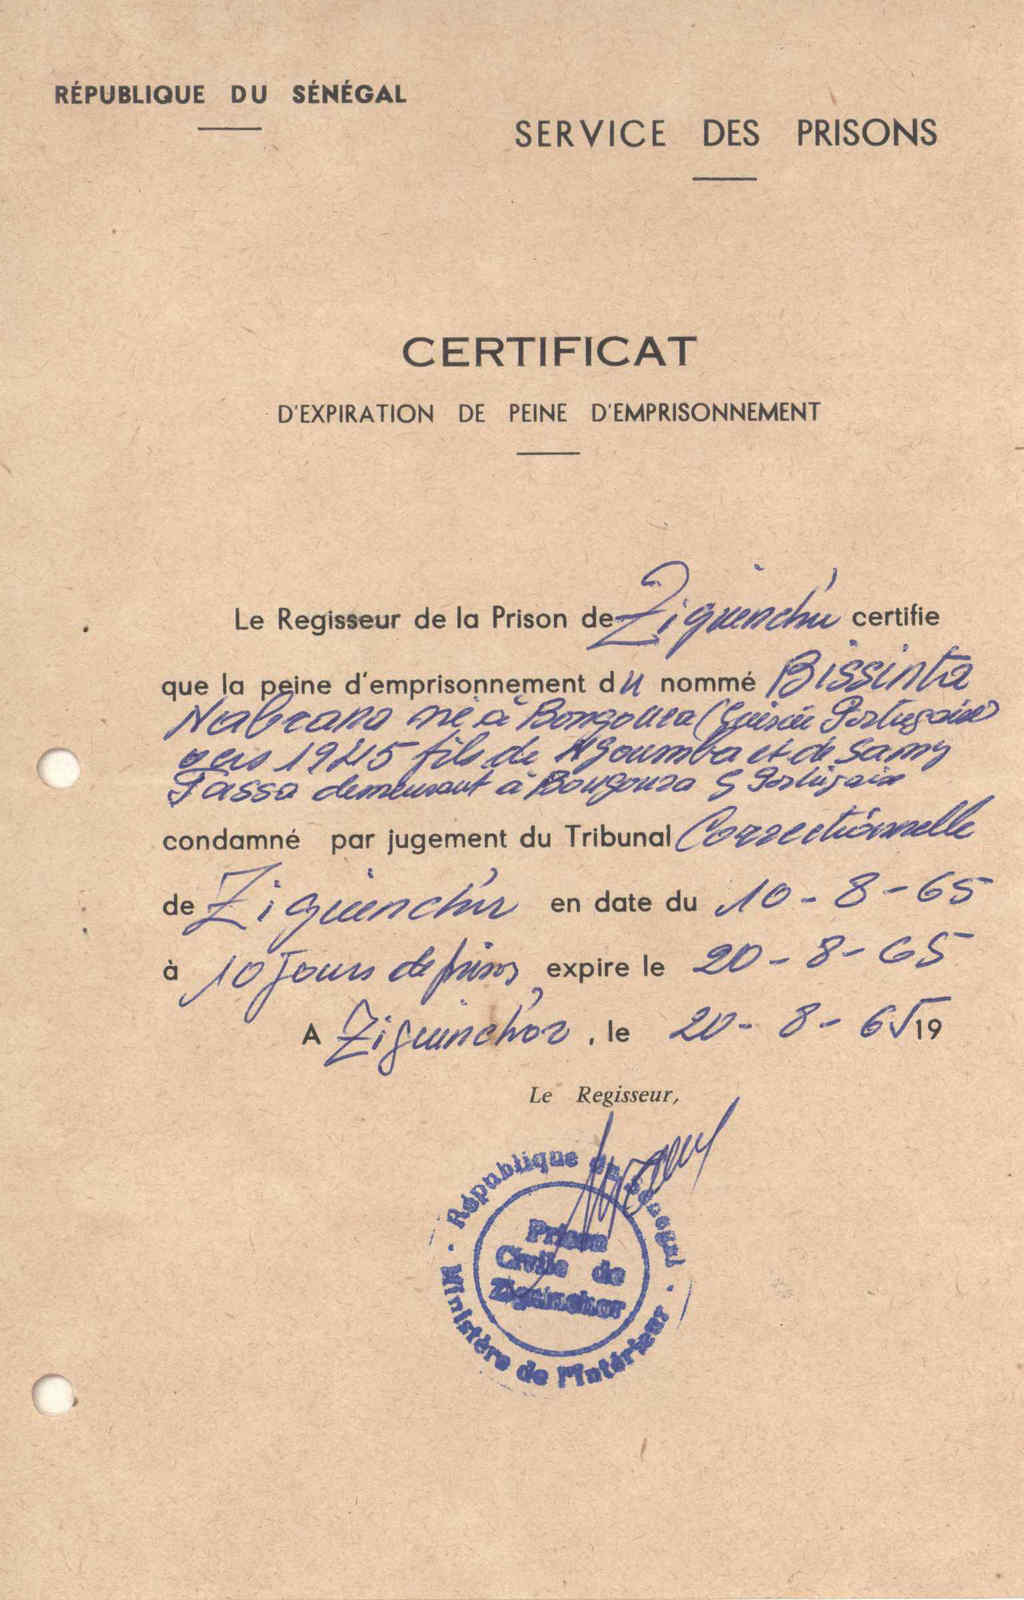 RÉPUBLIQUE DU SÉNÉGAL
SERVICE DES PRISONS
CERTIFICAT
D'EXPIRATION DE PEINE D'EMPRISONNEMENT
Le Regisseur de la Prison de Ziguinchor certifie
que la peine d'emprisonnement du nommé Bissinta
né à Bongouza (Guinée Portugaise)
vers 1945 fils de Ngoumba et de Samy
Fassa demeurant à Bougouza G Portugaise
condamné par jugement du Tribunal Correctionnelle
de Ziguinchor en date du 10-8-65
à 10 Jours de prison expire le 20-8-65
A Ziguinchor, le 20-8-65 19
Le Regisseur,
République du Sénégal
Prison
Civile de
Ziguinchor
Ministère de l'Intérieur